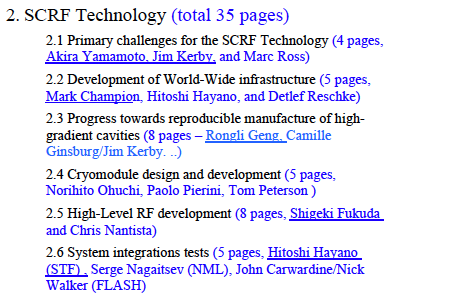 2. SCRF Technology (total 35 pages)
2.1 Primary challenges for the SCRF Technology (4 pages,
Akira Yamamoto, Jim Kerby, and Marc Ross)
2.2 Development of World-Wide infrastructure (5 pages,
Mark Champion, Hitoshi Hayano, and Detlef Reschke)
2.3 Progress towards reproducible manufacture of high-
gradient cavities (8 pages – Rongli Geng, Camille
Ginsburg/Jim Kerby. ..)
2.4 Cryomodule design and development (5 pages,
Norihito Ohuchi, Paolo Pierini, Tom Peterson )
2.5 High-Level RF development (6 pages, Shigeki Fukuda
and Chris Nantista)
2.6 System integrations tests (5 pages, Hitoshi Hayano
(STF) , Serge Nagaitsev (NML), John Carwardine/Nick
Walker (FLASH)